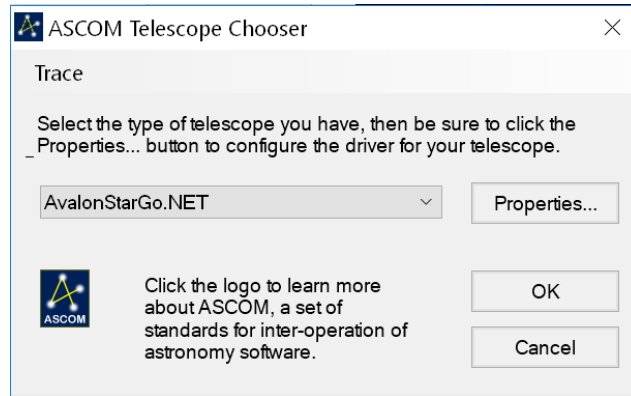 ASCOM Telescope Chooser
Trace
Select the type of telescope you have, then be sure to click the
_Properties... button to configure the driver for your telescope.
AvalonStarGo.NET
Properties...
ASCOM
Click the logo to learn more
about ASCOM, a set of
standards for inter-operation of
astronomy software.
OK
Cancel